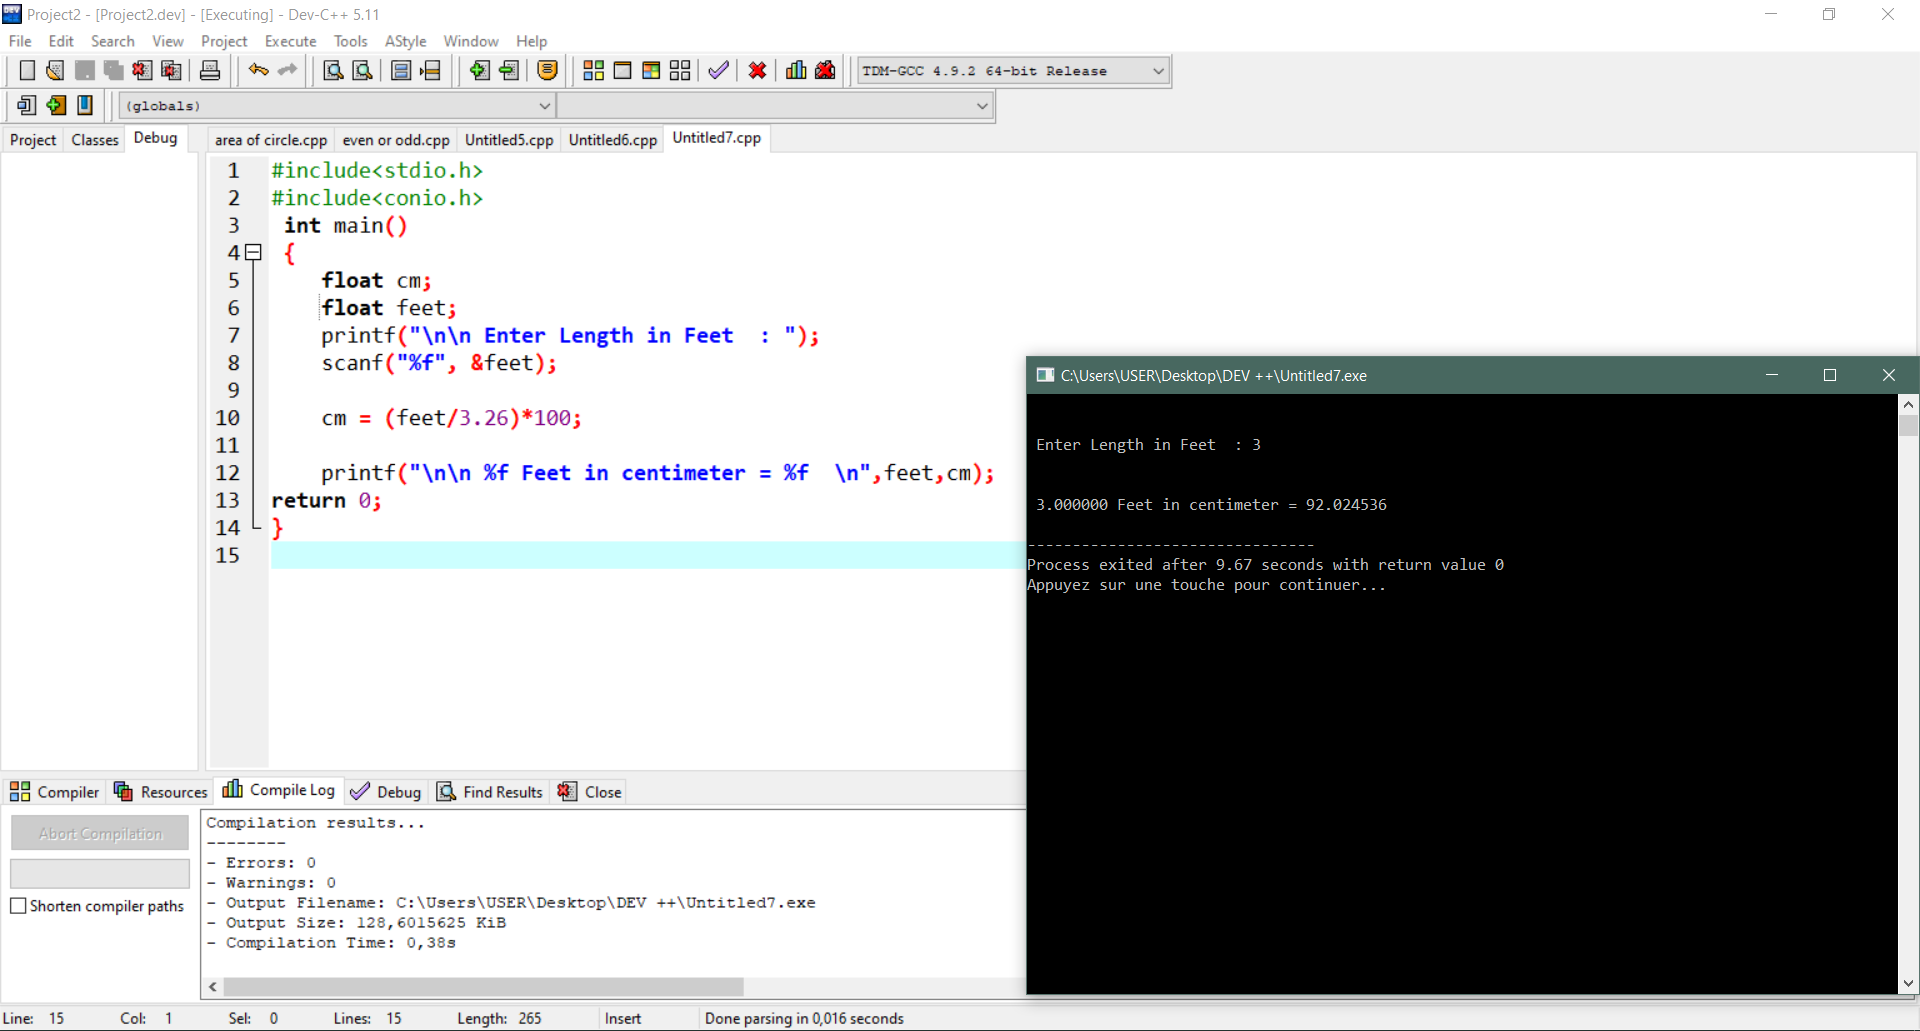 Project2 - [Project2.dev] - [Executing] - Dev-C++ 5.11
File Edit Search View Project Execute Tools AStyle Window Help
TDM-GCC 4.9.2 64-bit Release
(globals)
Project Classes Debug
area of circle.cpp even or odd.cpp Untitled5.cpp Untitled6.cpp Untitled7.cpp
1 #include<stdio.h>
2 #include<conio.h>
3 int main()
4 {
5 float cm;
6 float feet;
7 printf("\n\n Enter Length in Feet  : ");
8 scanf("%f", &feet);
9
10 cm = (feet/3.26)*100;
11
12 printf("\n\n %f Feet in centimeter = %f  \n",feet,cm);
13 return 0;
14 }
15
C:\Users\USER\Desktop\DEV ++\Untitled7.exe
Enter Length in Feet  : 3
3.000000 Feet in centimeter = 92.024536
--------------------------------
Process exited after 9.67 seconds with return value 0
Appuyez sur une touche pour continuer...
Compiler Resources Compile Log Debug Find Results Close
Abort Compilation
Shorten compiler paths
Compilation results...
--------
- Errors: 0
- Warnings: 0
- Output Filename: C:\Users\USER\Desktop\DEV ++\Untitled7.exe
- Output Size: 128,6015625 KiB
- Compilation Time: 0,38s
Line: 15 Col: 1 Sel: 0 Lines: 15 Length: 265 Insert Done parsing in 0,016 seconds